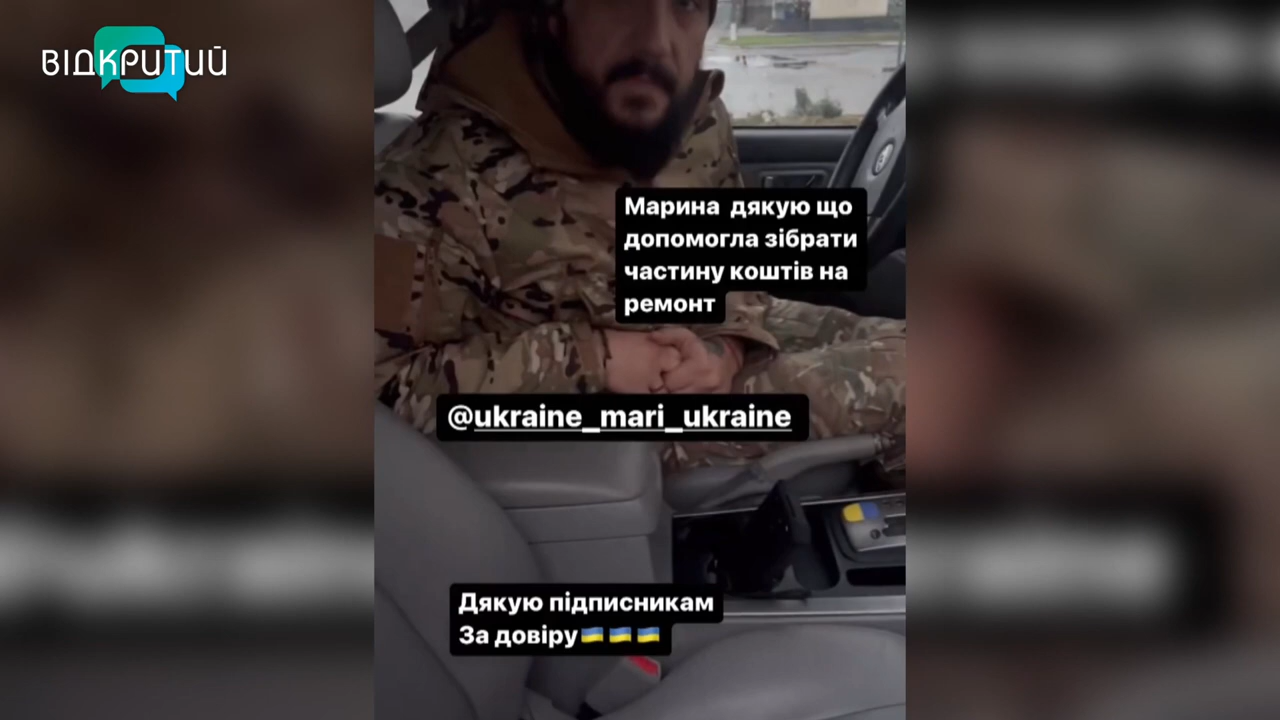 ВІДКРИТИЙ
Марина дякую що
допомогла зібрати
частину коштів на
ремонт
@ukraine_mari_ukraine
Дякую підписникам
За довіру🇺🇦🇺🇦🇺🇦